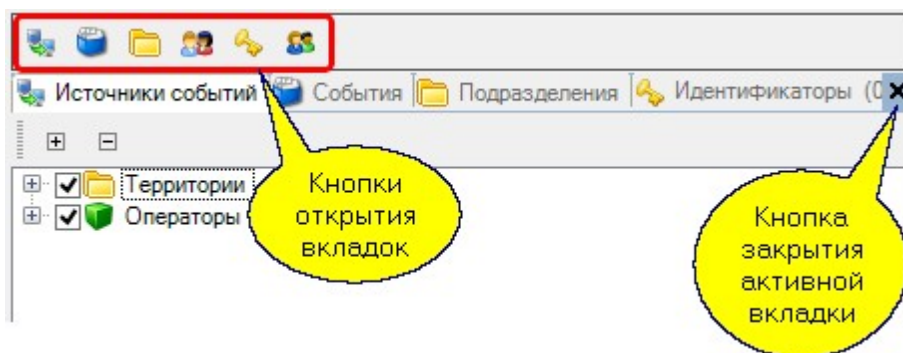 Источники событий События Подразделения Идентификаторы (0
Территории
Операторы
Кнопки
открытия
вкладок
Кнопка
закрытия
активной
вкладки